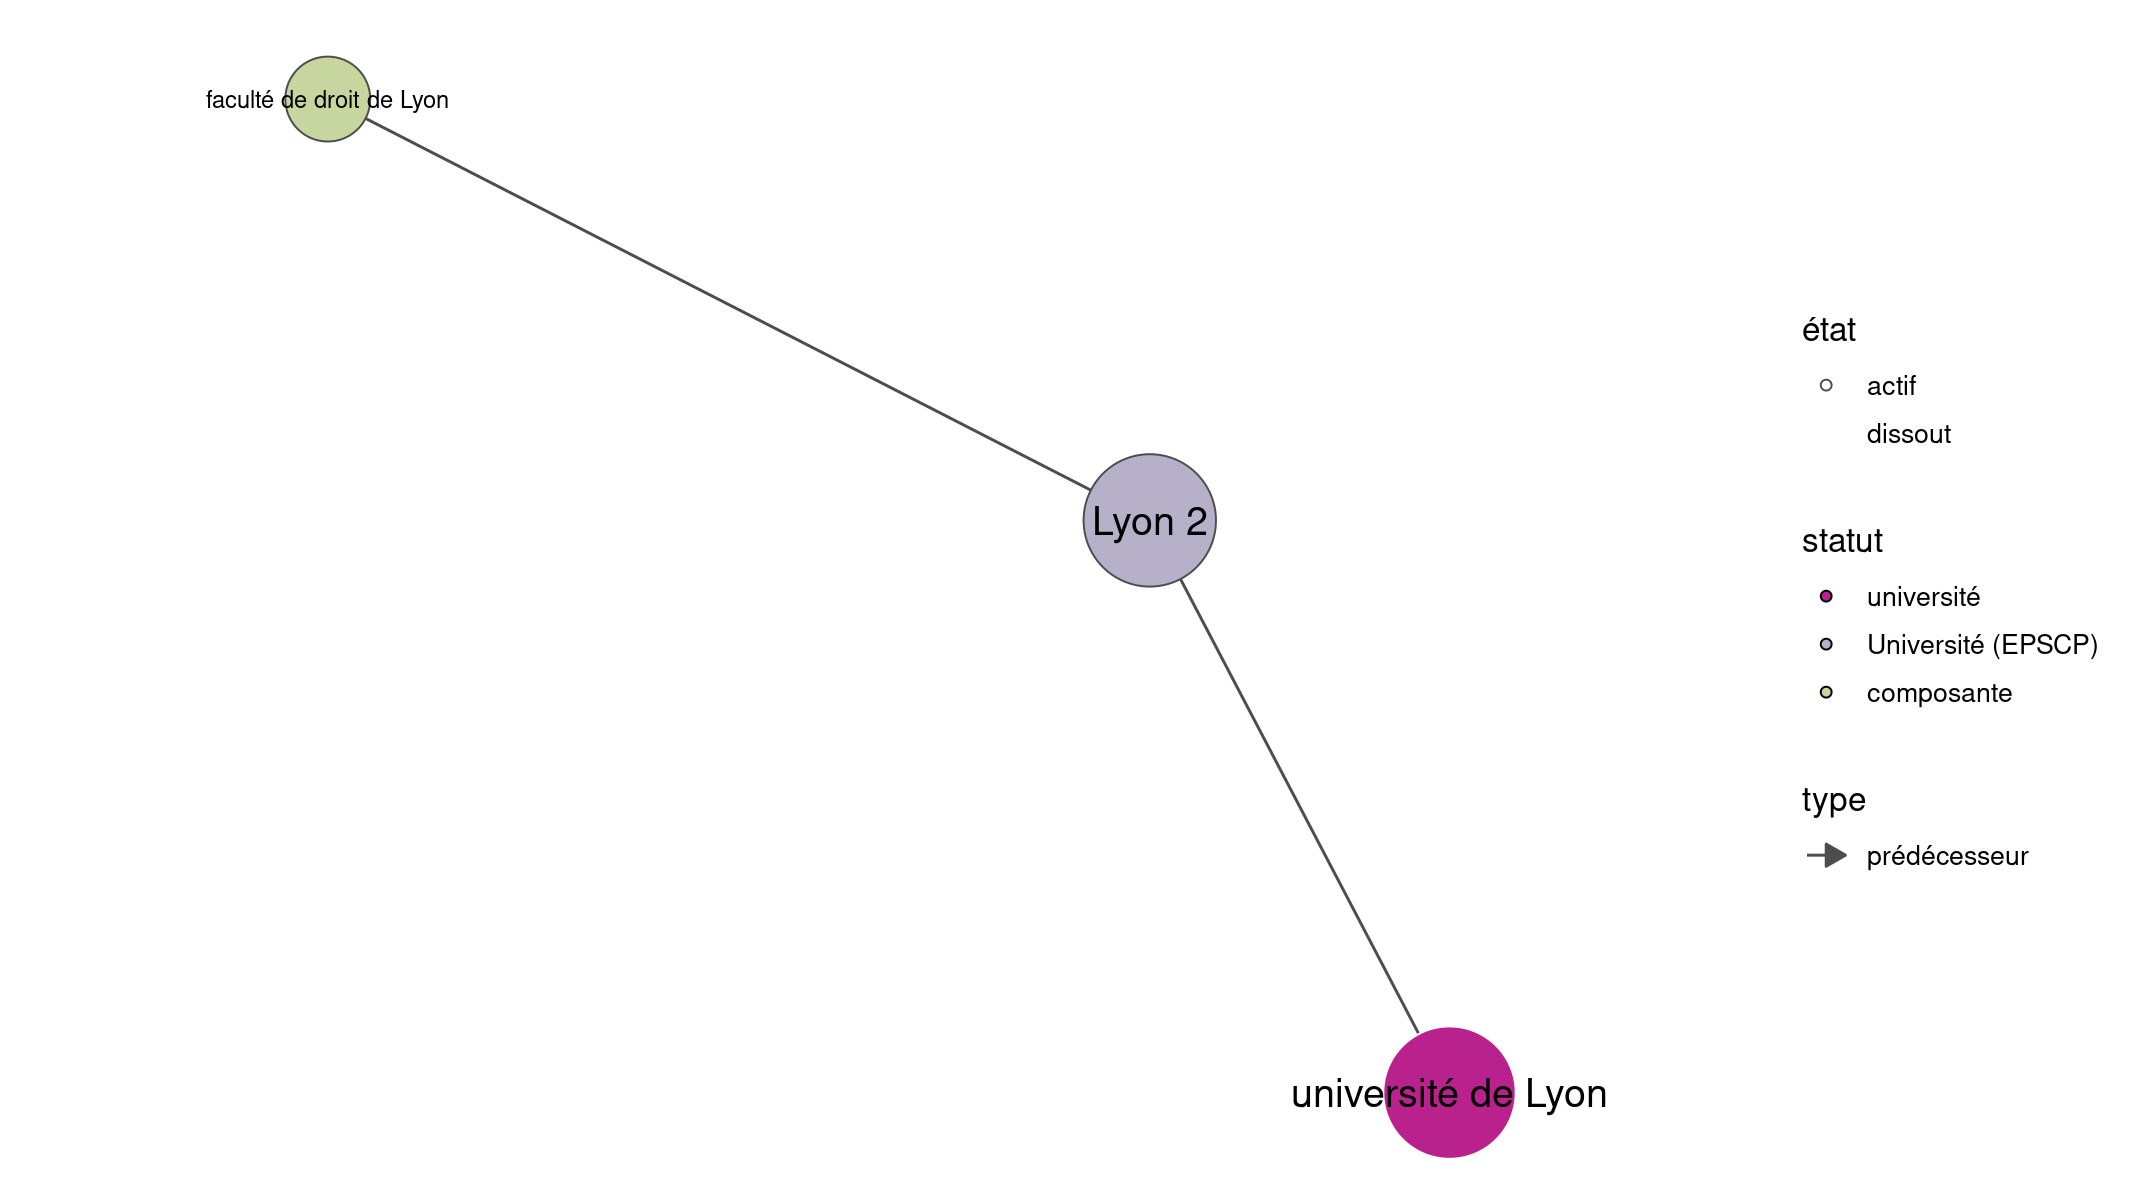 faculté de droit de Lyon
Lyon 2
université de Lyon
état
actif
dissout
statut
université
Université (EPSCP)
composante
type
prédécesseur